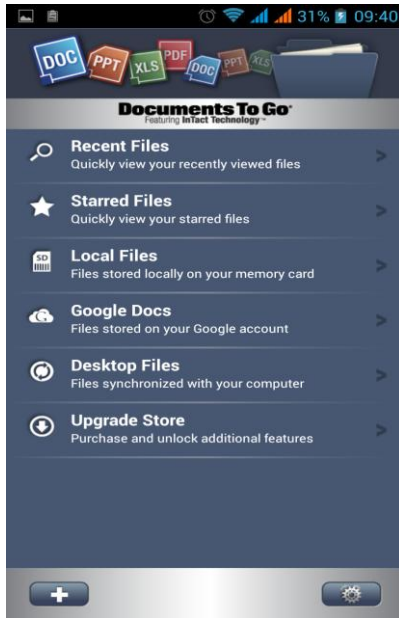 31% 09:40
DOC PPT XLS PDF DOC PPT XLS
Documents To Go
Featuring InTact Technology™
Recent Files
Quickly view your recently viewed files
Starred Files
Quickly view your starred files
SD
Local Files
Files stored locally on your memory card
Google Docs
Files stored on your Google account
Desktop Files
Files synchronized with your computer
Upgrade Store
Purchase and unlock additional features